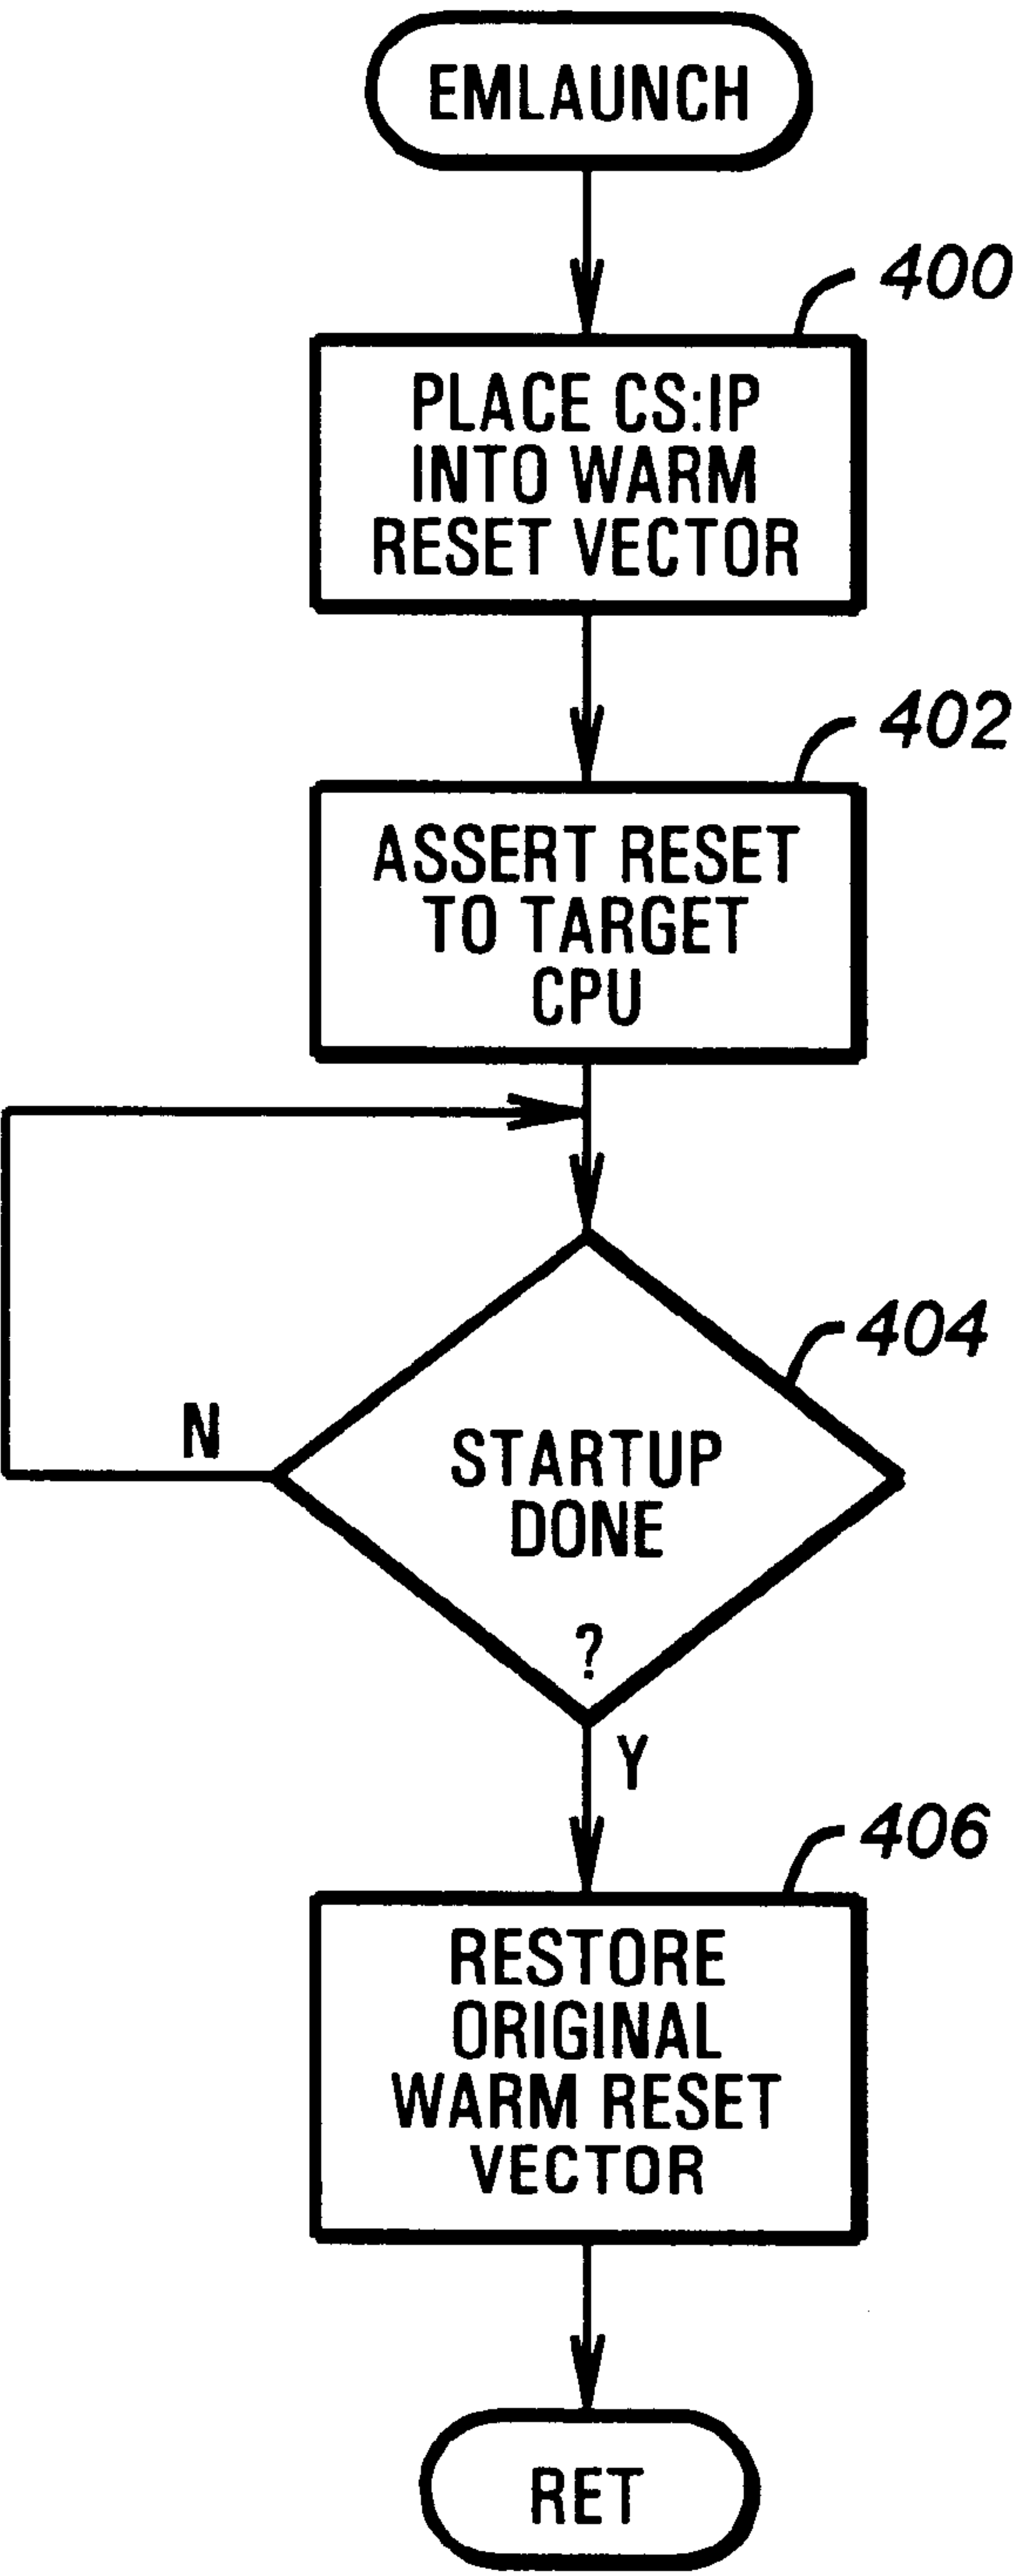 EMLAUNCH
400
PLACE CS:IP
INTO WARM
RESET VECTOR
402
ASSERT RESET
TO TARGET
CPU
404
N
STARTUP
DONE
?
Y
406
RESTORE
ORIGINAL
WARM RESET
VECTOR
RET